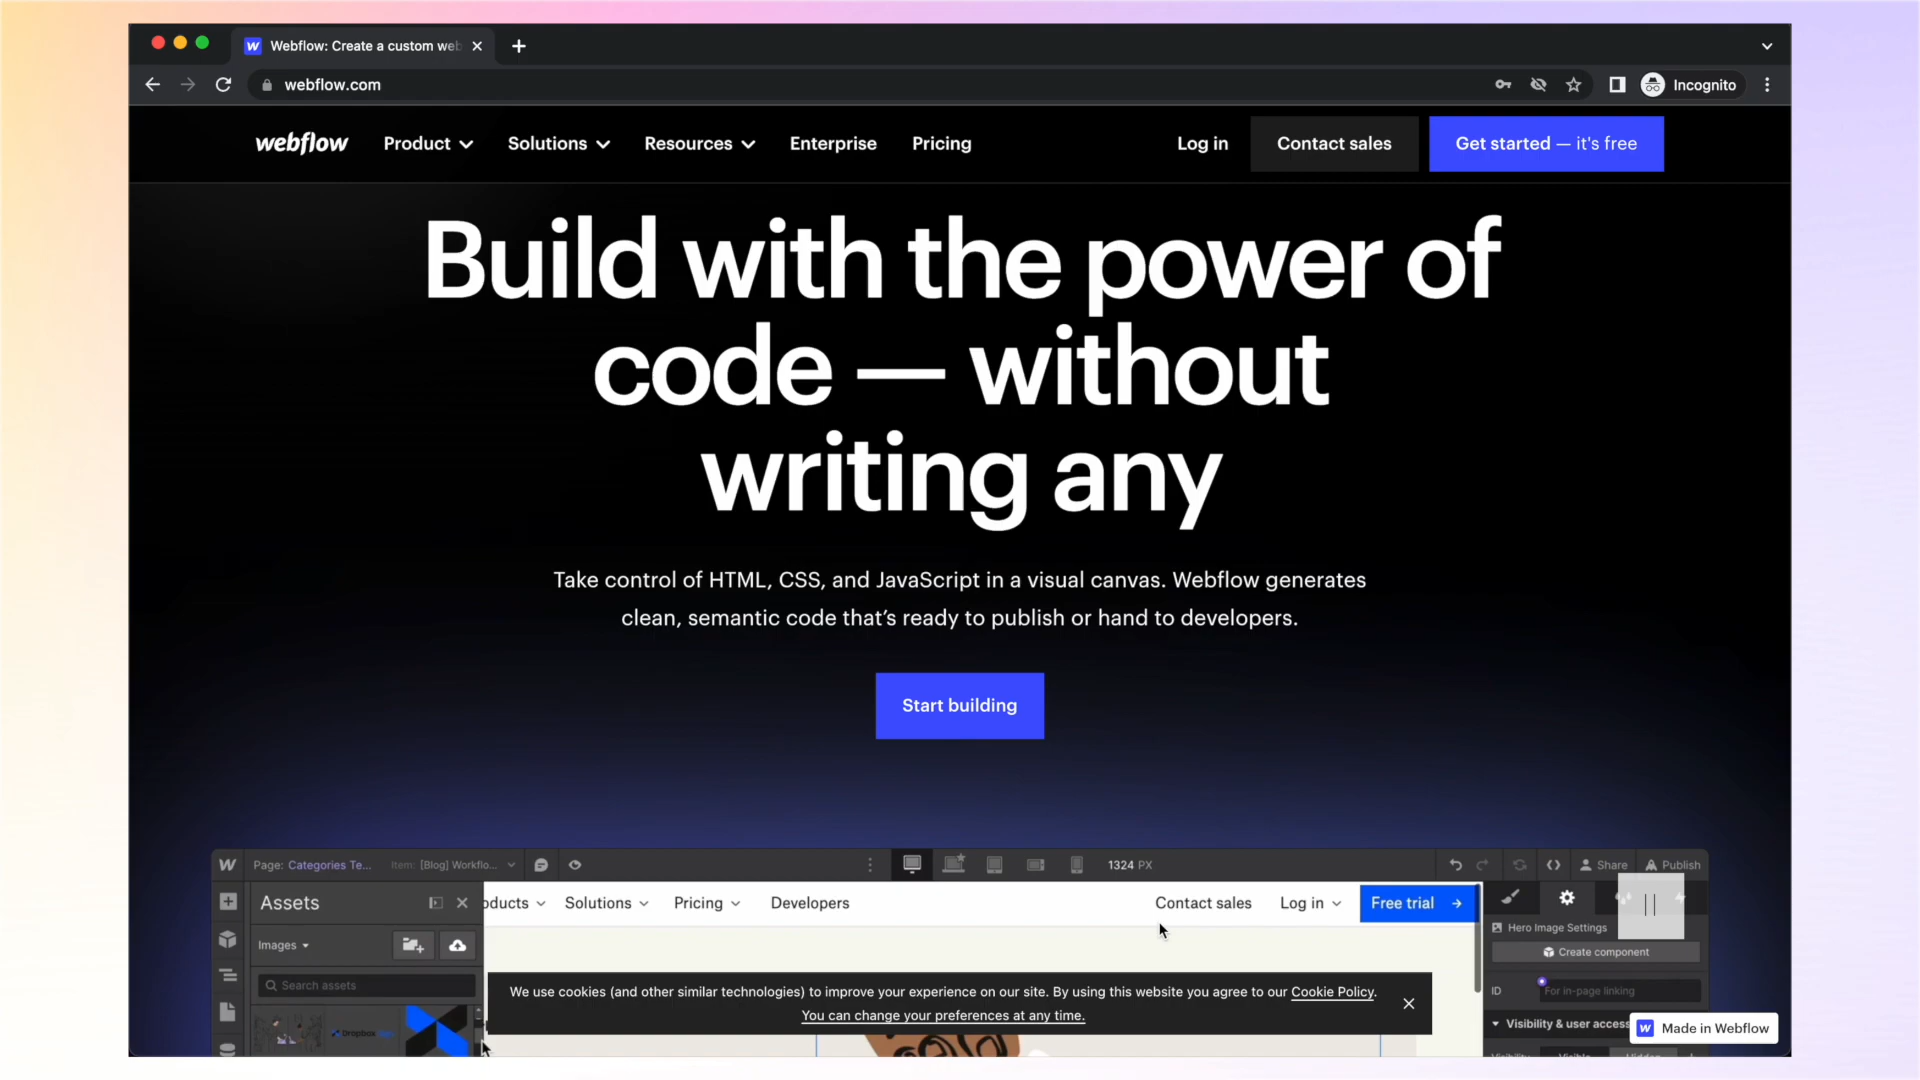 Webflow: Create a custom web
webflow.com
Incognito
webflow
Product
Solutions
Resources
Enterprise
Pricing
Log in
Contact sales
Get started — it's free
Build with the power of
code — without
writing any
Take control of HTML, CSS, and JavaScript in a visual canvas. Webflow generates
clean, semantic code that’s ready to publish or hand to developers.
Start building
Page: Categories Te...
Item: [Blog] Workflo...
1324 PX
Share
Publish
Assets
oducts
Solutions
Pricing
Developers
Contact sales
Log in
Free trial
Hero Image Settings
Images
Create component
Search assets
ID
For in-page linking
We use cookies (and other similar technologies) to improve your experience on our site. By using this website you agree to our Cookie Policy.
You can change your preferences at any time.
Dropbox
Visibility & user access
Made in Webflow